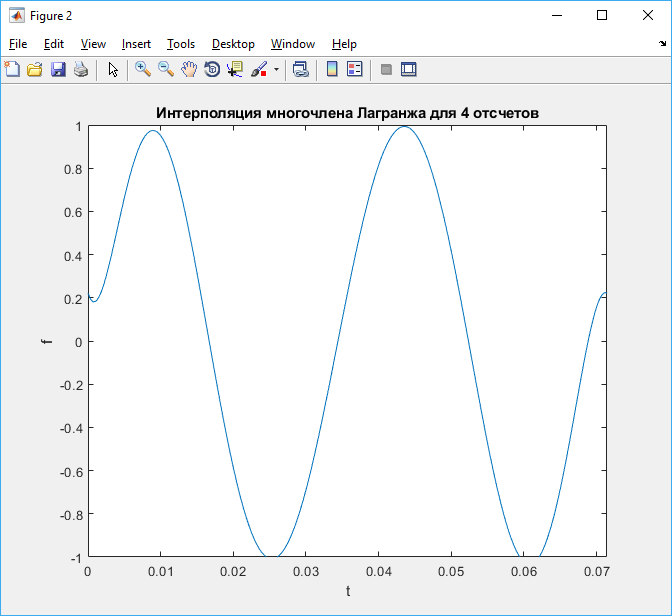 Figure 2
File Edit View Insert Tools Desktop Window Help
Интерполяция многочлена Лагранжа для 4 отсчетов
1
0.8
0.6
0.4
0.2
0
-0.2
-0.4
-0.6
-0.8
-1
f
0 0.01 0.02 0.03 0.04 0.05 0.06 0.07
t